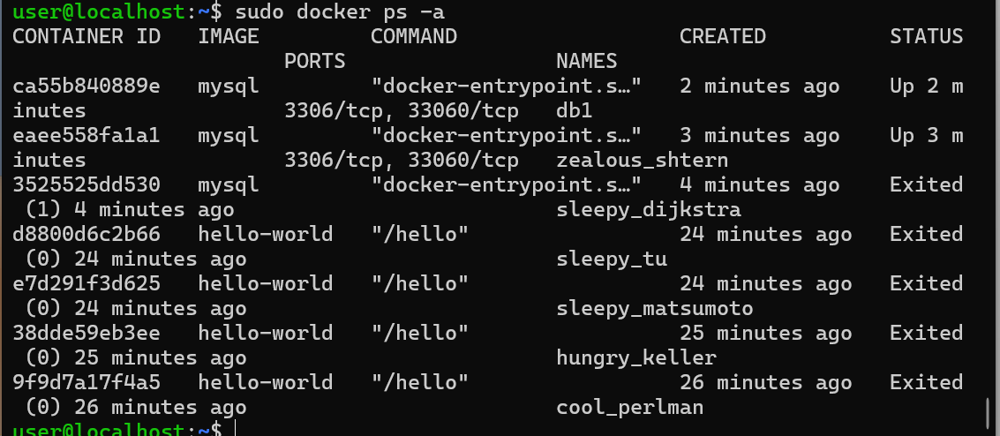 user@localhost:~$ sudo docker ps -a
CONTAINER ID   IMAGE         COMMAND                  CREATED          STATUS
                      PORTS                 NAMES
ca55b840889e   mysql         "docker-entrypoint.s…"   2 minutes ago    Up 2 m
inutes                3306/tcp, 33060/tcp   db1
eaee558fa1a1   mysql         "docker-entrypoint.s…"   3 minutes ago    Up 3 m
inutes                3306/tcp, 33060/tcp   zealous_shtern
3525525dd530   mysql         "docker-entrypoint.s…"   4 minutes ago    Exited
 (1) 4 minutes ago                          sleepy_dijkstra
d8800d6c2b66   hello-world   "/hello"                 24 minutes ago   Exited
 (0) 24 minutes ago                         sleepy_tu
e7d291f3d625   hello-world   "/hello"                 24 minutes ago   Exited
 (0) 24 minutes ago                         sleepy_matsumoto
38dde59eb3ee   hello-world   "/hello"                 25 minutes ago   Exited
 (0) 25 minutes ago                         hungry_keller
9f9d7a17f4a5   hello-world   "/hello"                 26 minutes ago   Exited
 (0) 26 minutes ago                         cool_perlman
user@localhost:~$